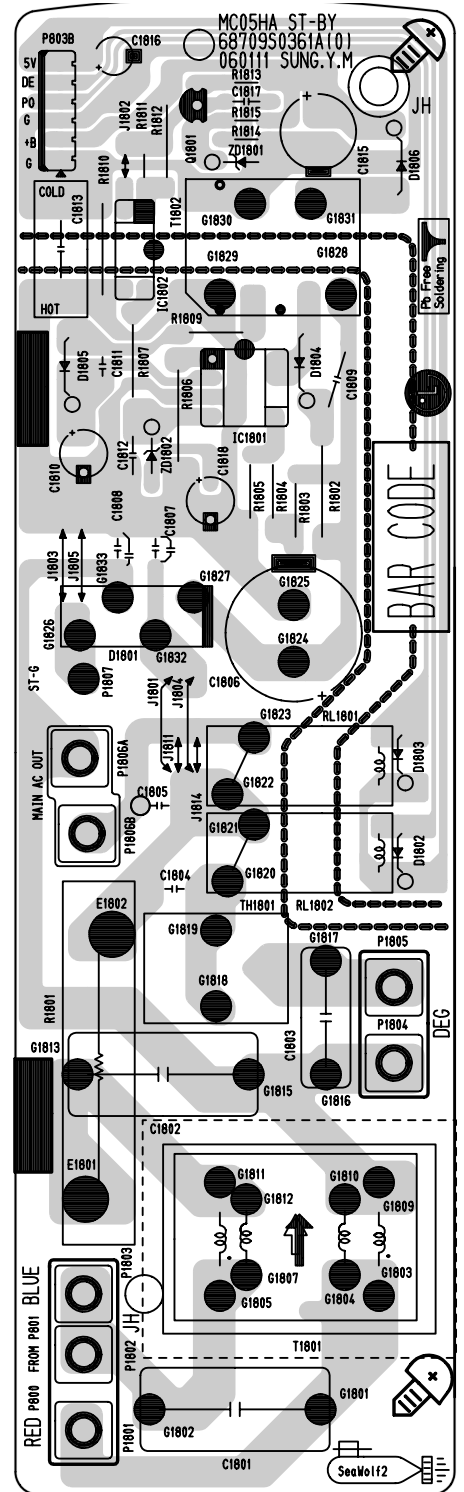 MC05HA ST-BY
68709S0361A(0)
060111 SUNG.Y.M
P803B
C1816
5V
DE
PO
G
+B
G
J1802
R1811
R1812
R1810
Q1801
R1813
C1817
R1815
R1814
ZD1801
C1815
JH
D1806
COLD
C1813
HOT
T1802
IC1802
G1830
G1831
G1829
G1828
Pb Free
Soldering
R1809
D1805
C1811
R1807
R1806
D1804
C1809
IC1801
C1810
C1812
ZD1802
C1818
R1805
R1804
R1803
R1802
BAR CODE
C1808
C1807
J1803
J1805
G1833
G1827
G1826
D1801
G1832
G1825
G1824
C1806
ST-G
P1807
J1801
J1804
J1811
G1823
RL1801
D1803
G1822
J1814
MAIN AC OUT
P1806A
P1806B
C1805
G1821
D1802
C1804
G1820
TH1801
RL1802
E1802
G1819
G1817
P1805
R1801
G1818
P1804
DEG
C1803
G1813
G1815
G1816
C1802
E1801
G1811
G1812
G1810
G1809
G1807
G1805
G1804
G1803
T1801
P1803
JH
BLUE
FROM P801
P1802
P800
RED
P1801
G1802
G1801
C1801
SeaWolf2